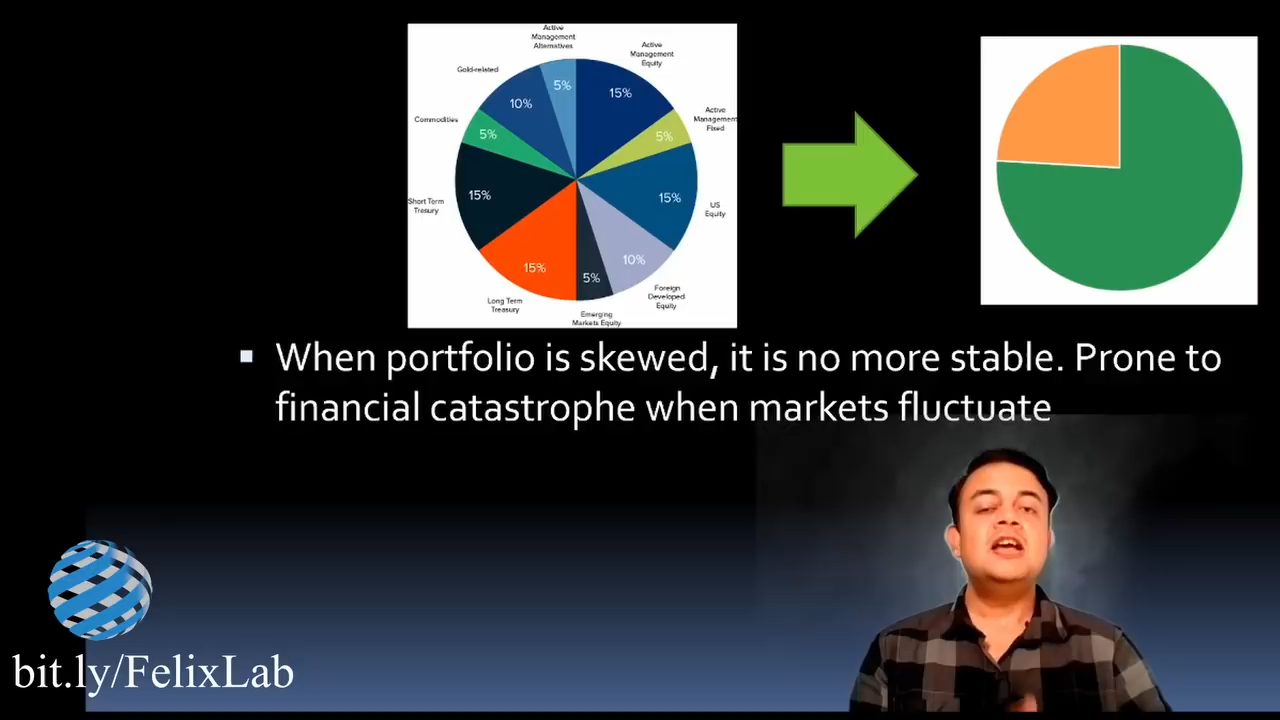 Active
Management
Alternatives
Active
Management
Equity
Gold-related
5%
15%
10%
Active
Management
Fixed
Commodities
5%
5%
15%
15%
Short Term
Tresury
US
Equity
10%
15%
5%
Foreign
Developed
Equity
Long Term
Treasury
Emerging
Markets Equity
▪ When portfolio is skewed, it is no more stable. Prone to
financial catastrophe when markets fluctuate
bit.ly/FelixLab